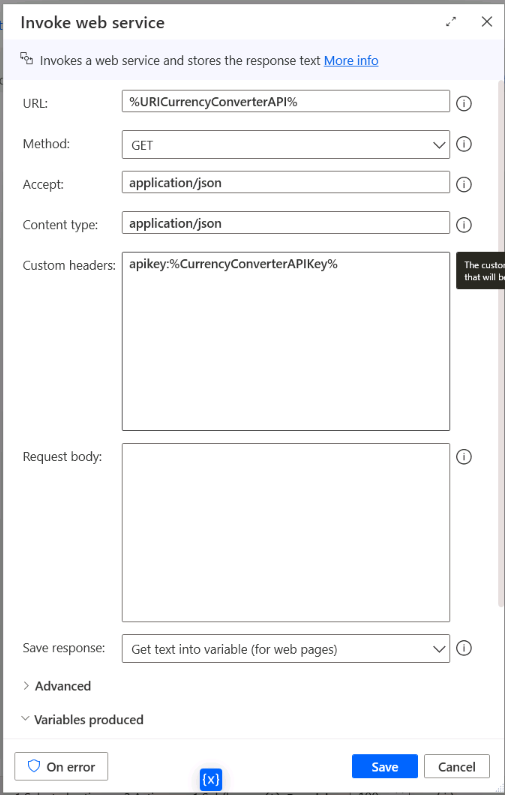 Invoke web service
Invokes a web service and stores the response text More info
URL: %URICurrencyConverterAPI%
Method: GET
Accept: application/json
Content type: application/json
Custom headers: apikey:%CurrencyConverterAPIKey%
The custo
that will b
Request body:
Save response: Get text into variable (for web pages)
Advanced
Variables produced
On error
{x}
Save
Cancel